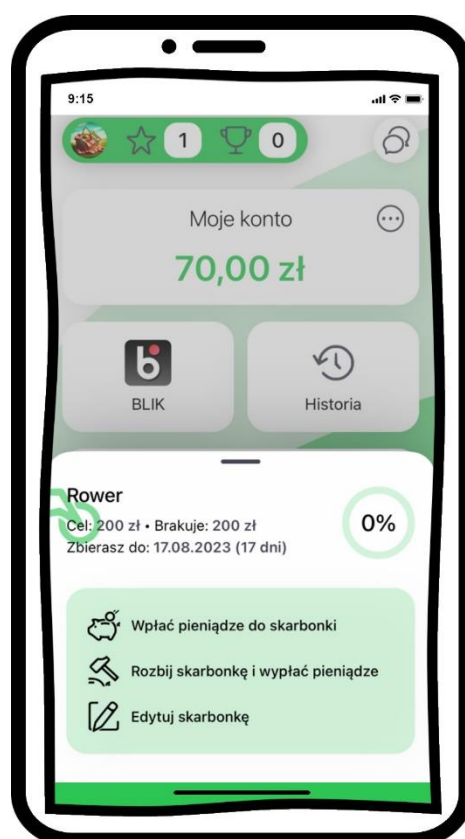 9:15
1
0
Moje konto
70,00 zł
b
BLIK
Historia
Rower
Cel: 200 zł • Brakuje: 200 zł
0%
Zbierasz do: 17.08.2023 (17 dni)
Wpłać pieniądze do skarbonki
Rozbij skarbonkę i wypłać pieniądze
Edytuj skarbonkę